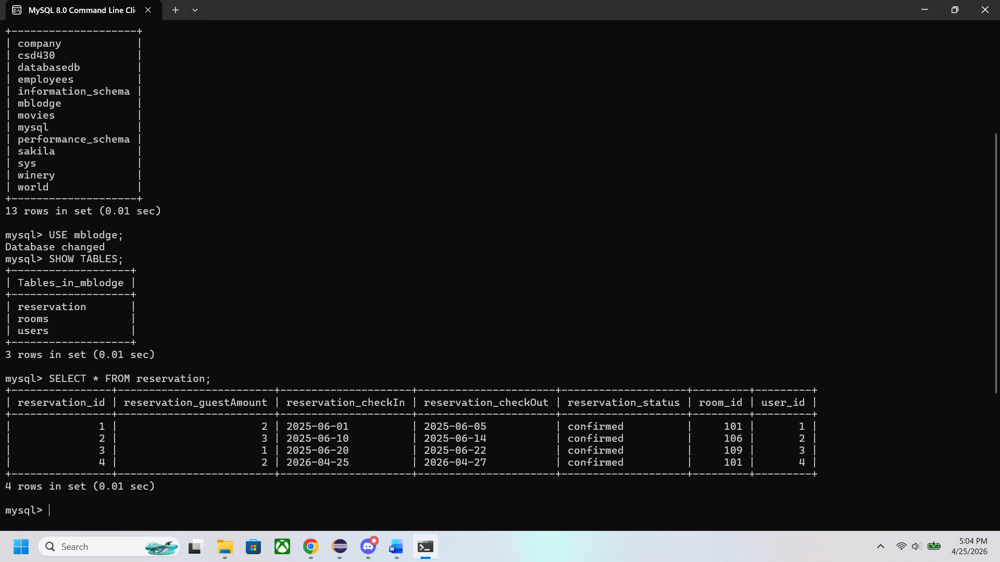 MySQL 8.0 Command Line Cli
+--------------------+
| company            |
| csd430             |
| databasedb         |
| employees          |
| information_schema |
| mblodge            |
| movies             |
| mysql              |
| performance_schema |
| sakila             |
| sys                |
| winery             |
| world              |
+--------------------+
13 rows in set (0.01 sec)
mysql> USE mblodge;
Database changed
mysql> SHOW TABLES;
+-------------------+
| Tables_in_mblodge |
+-------------------+
| reservation       |
| rooms             |
| users             |
+-------------------+
3 rows in set (0.01 sec)
mysql> SELECT * FROM reservation;
+----------------+-------------------------+---------------------+----------------------+--------------------+---------+---------+
| reservation_id | reservation_guestAmount | reservation_checkIn | reservation_checkOut | reservation_status | room_id | user_id |
+----------------+-------------------------+---------------------+----------------------+--------------------+---------+---------+
|              1 |                       2 | 2025-06-01          | 2025-06-05           | confirmed          |     101 |       1 |
|              2 |                       3 | 2025-06-10          | 2025-06-14           | confirmed          |     106 |       2 |
|              3 |                       1 | 2025-06-20          | 2025-06-22           | confirmed          |     109 |       3 |
|              4 |                       2 | 2026-04-25          | 2026-04-27           | confirmed          |     101 |       4 |
+----------------+-------------------------+---------------------+----------------------+--------------------+---------+---------+
4 rows in set (0.01 sec)
mysql>
Search
5:04 PM
4/25/2026